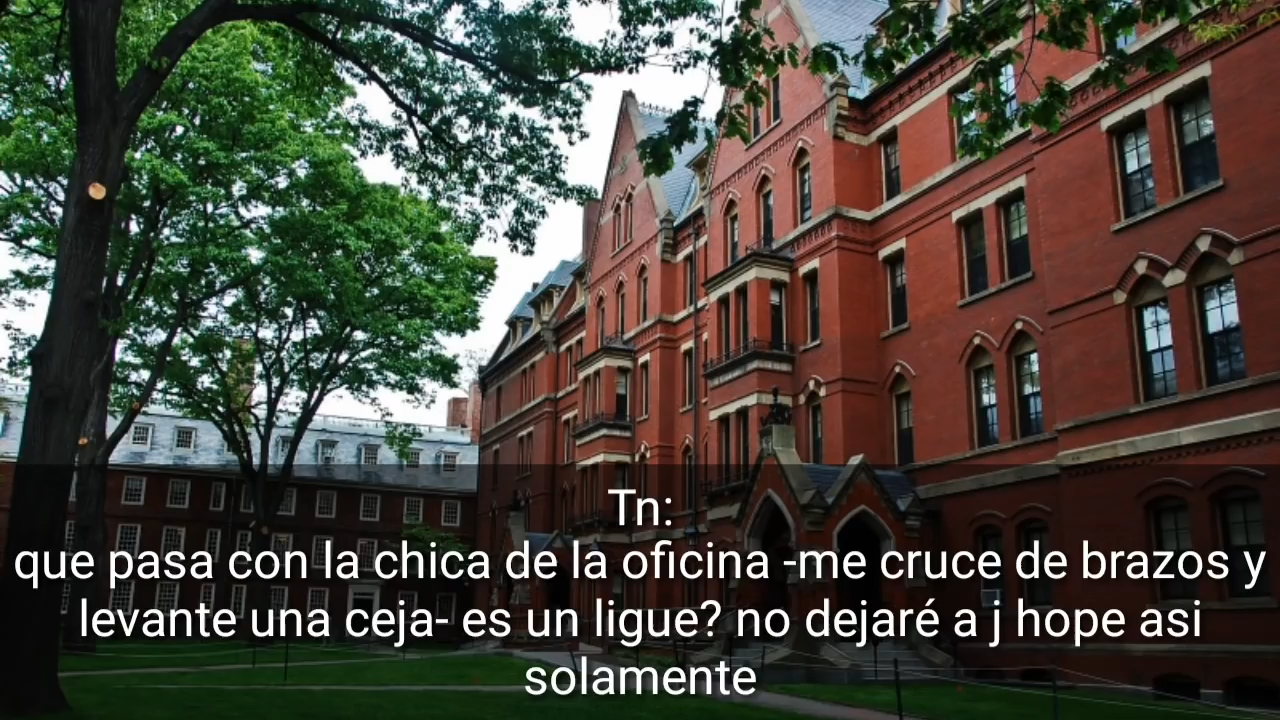 Tn:
que pasa con la chica de la oficina -me cruce de brazos y
levante una ceja- es un ligue? no dejaré a j hope asi
solamente